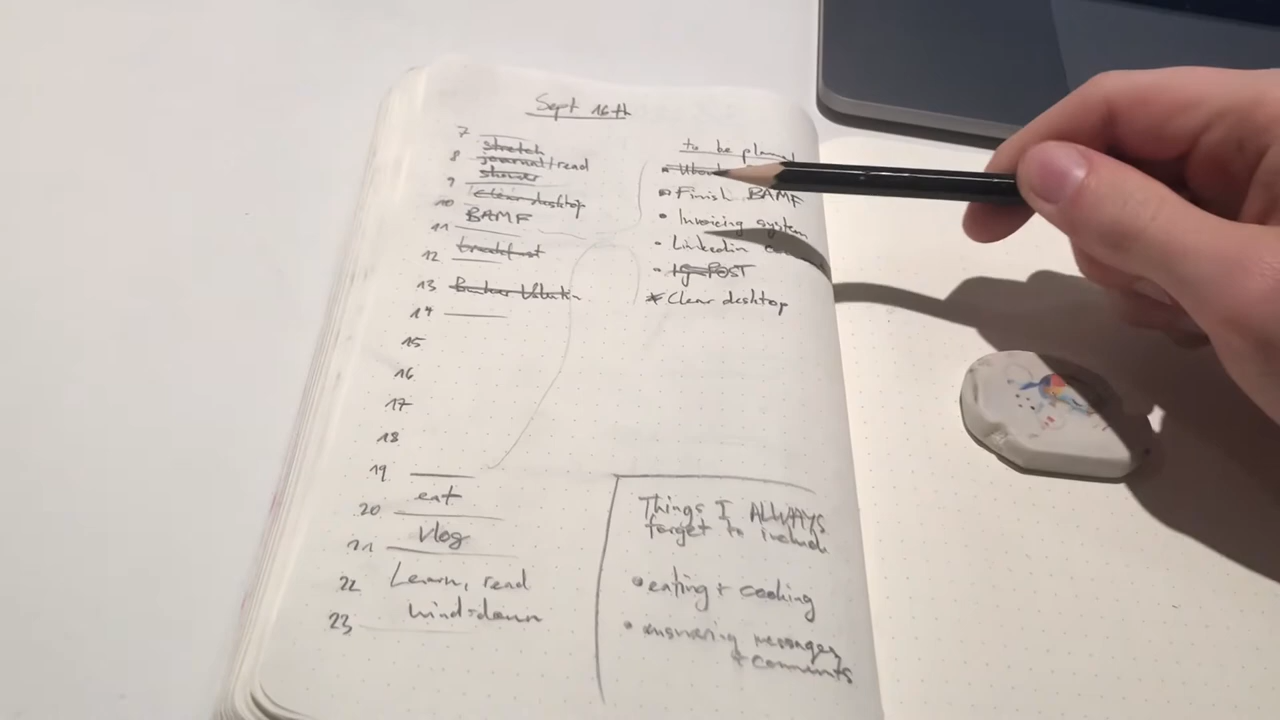 Sept 16th
7
stretch
8 journal/read
shower
9
Clear desktop
10
BAMF
11
breakfast
12
13
14
15
16
17
18
19
eat
20
Vlog
21
22 Learn, read
wind-down
23
to be
Finish BAMF
Invoicing system
Linkedin
Ig POST
Clear desktop
Things I ALWAYS
forget to include
eating + cooking
answering messages
+ comments